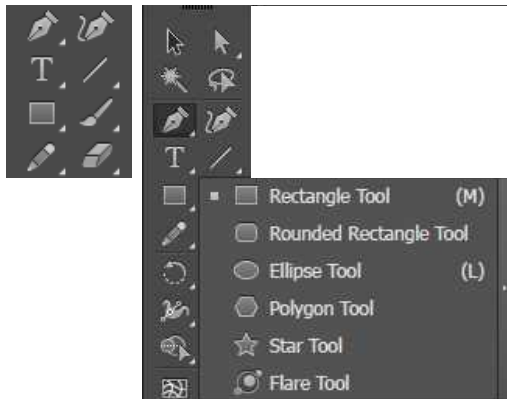 T
T
Rectangle Tool (M)
Rounded Rectangle Tool
Ellipse Tool (L)
Polygon Tool
Star Tool
Flare Tool